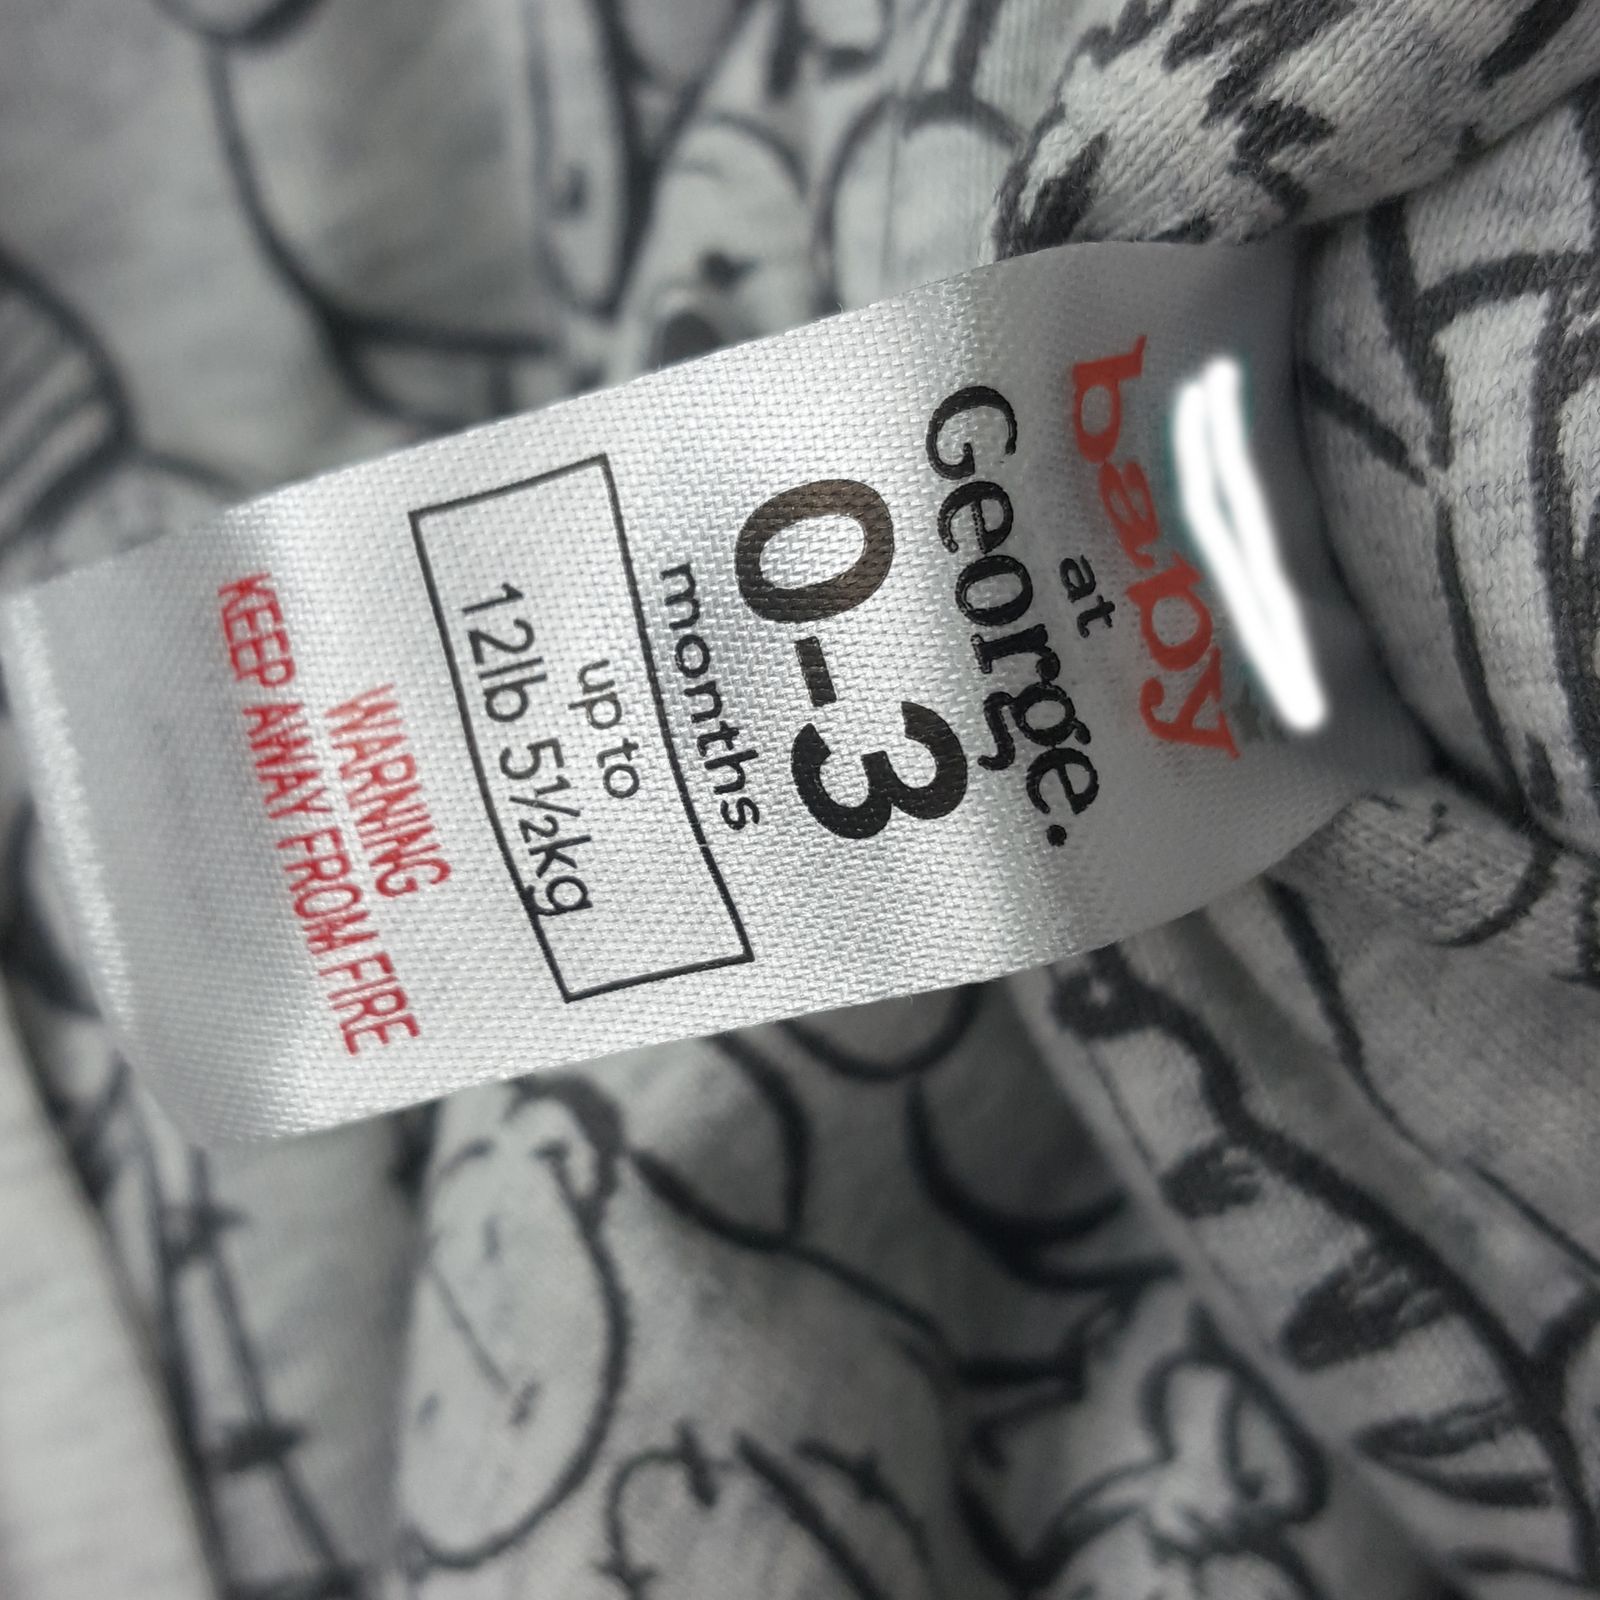 baby
at
George.
0-3
months
up to
12lb 5½kg
WARNING
KEEP AWAY FROM FIRE